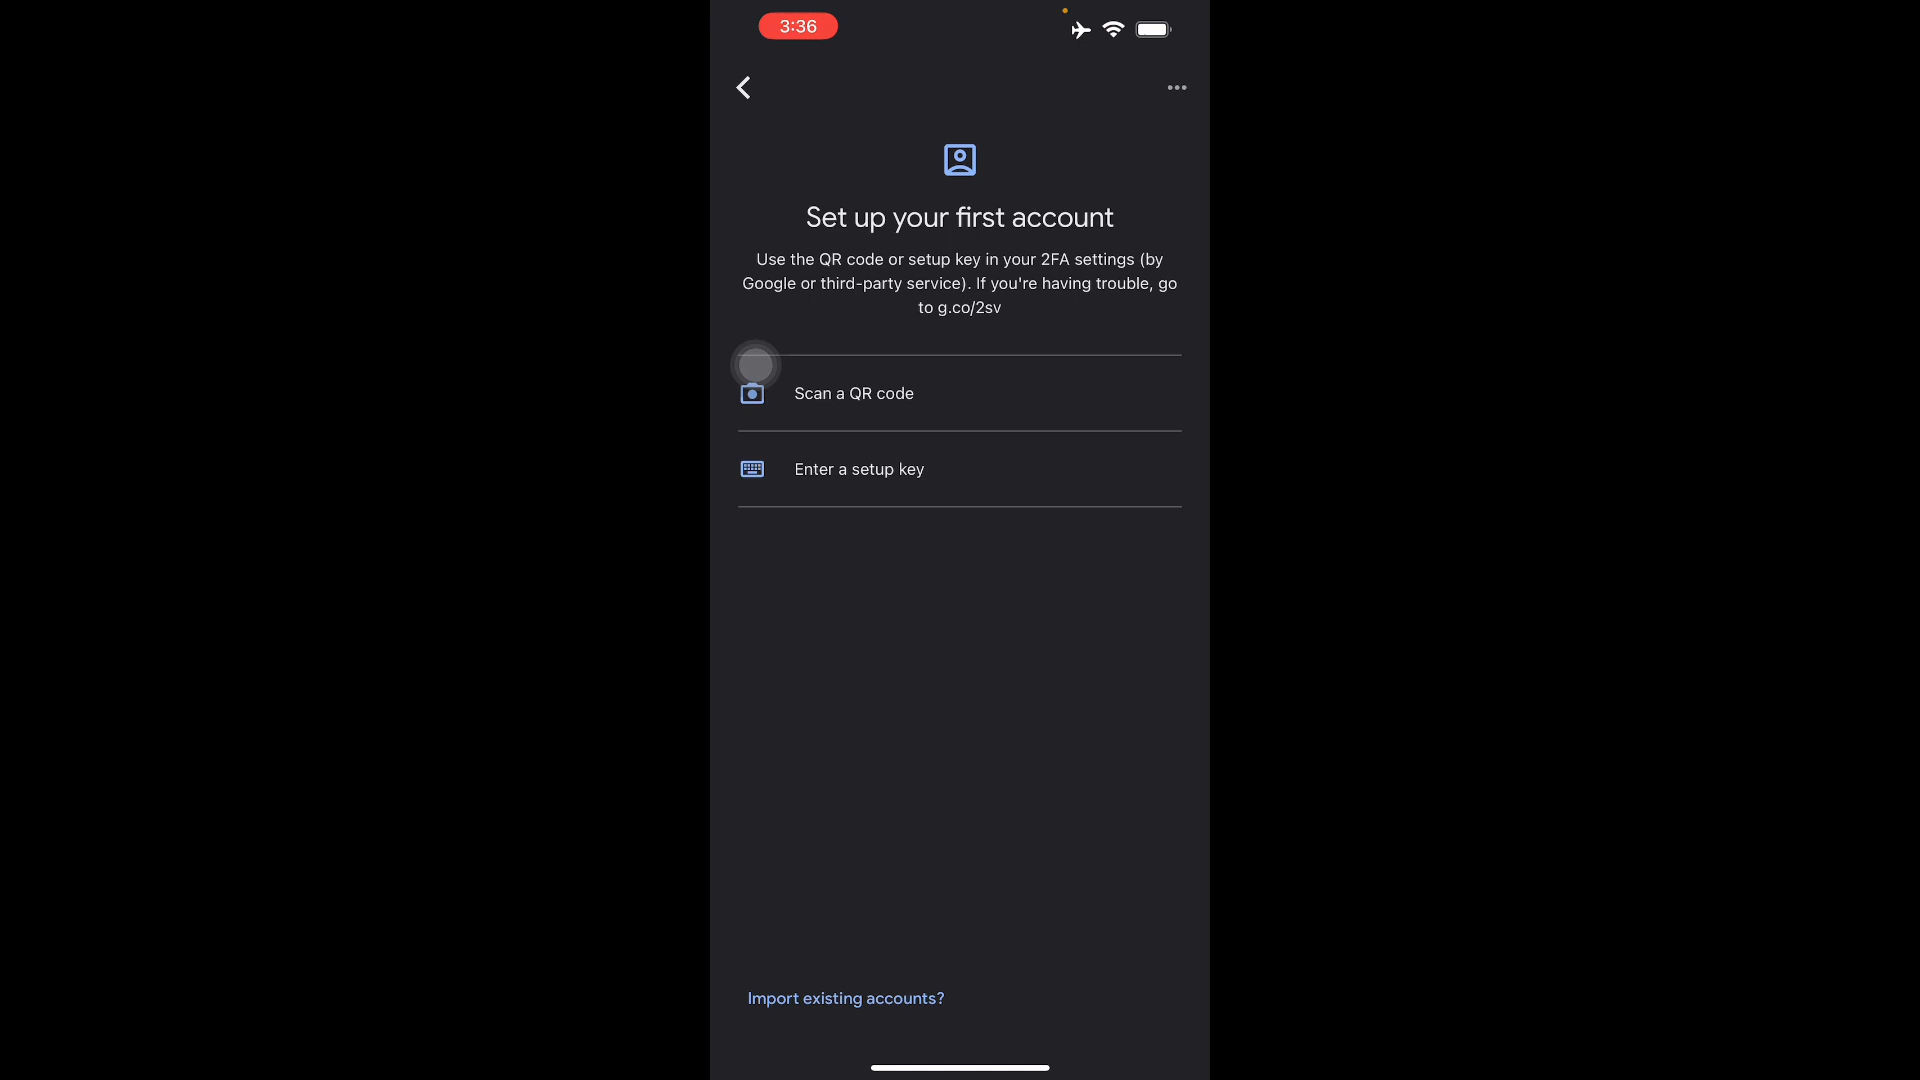 3:36
Set up your first account
Use the QR code or setup key in your 2FA settings (by
Google or third-party service). If you're having trouble, go
to g.co/2sv
Scan a QR code
Enter a setup key
Import existing accounts?